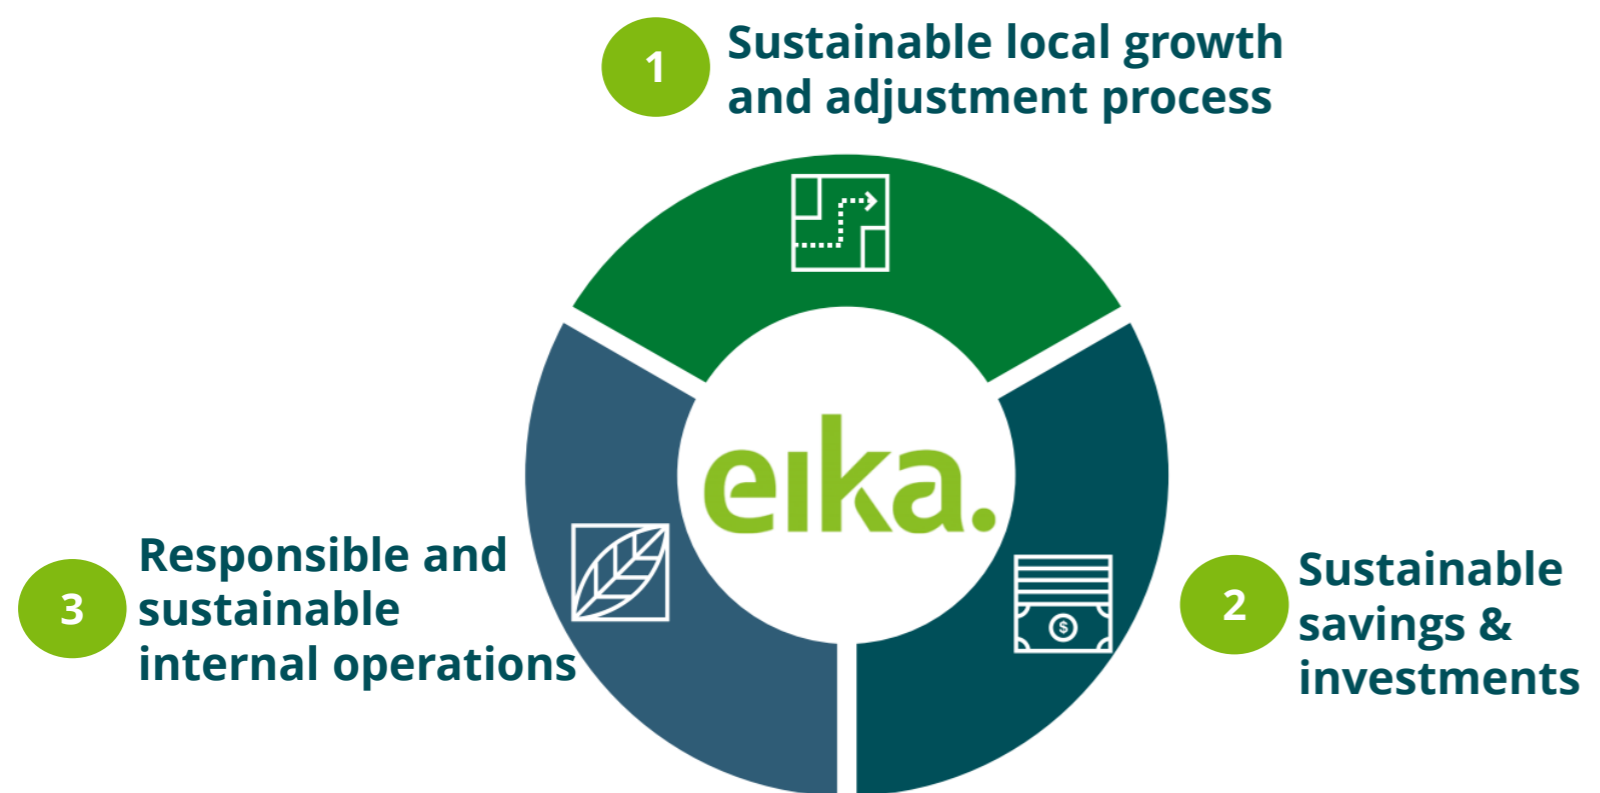 1
Sustainable local growth
and adjustment process
eika.
2
Sustainable
savings &
investments
$
3
Responsible and
sustainable
internal operations